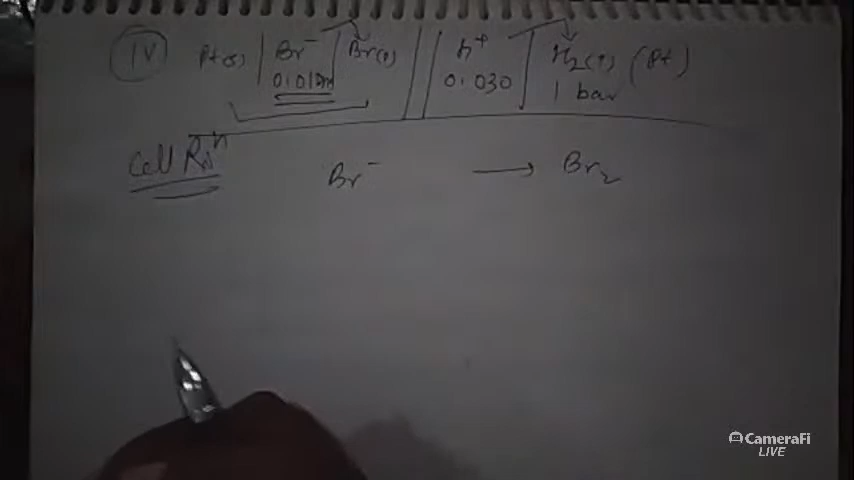 IV Pt(s) | Br⁻ | Br(l) || H⁺ | H₂(g) (Pt)
0.010m 0.030 1 bar
Cell Rxⁿ Br⁻ → Br₂
CameraFi
LIVE